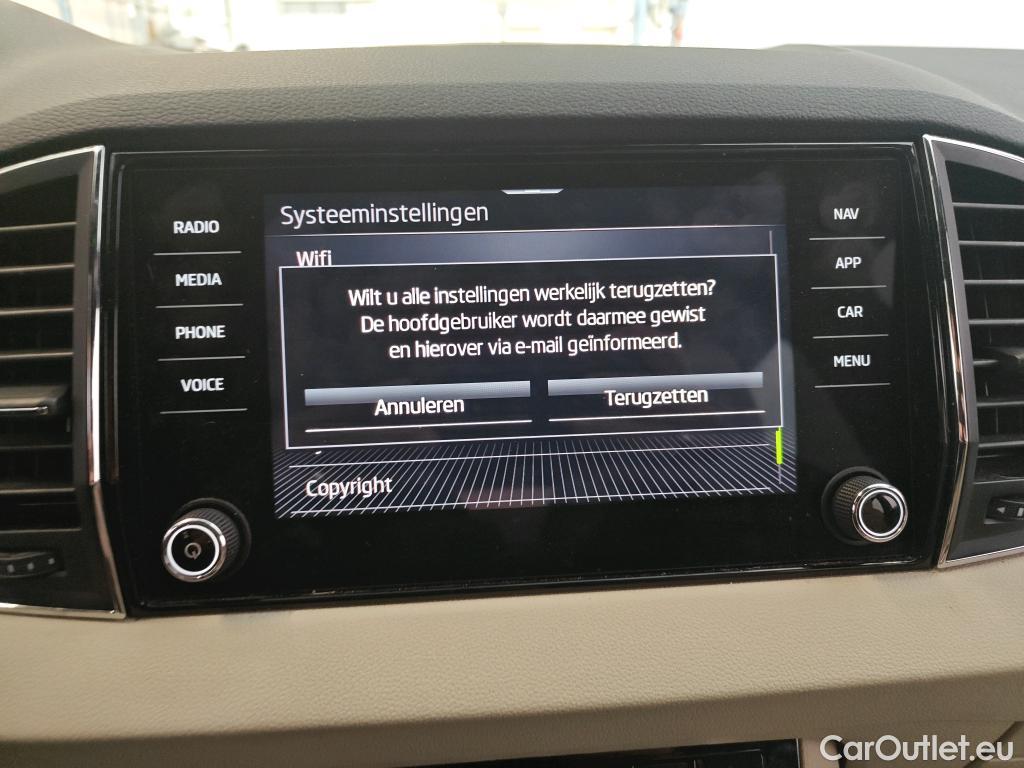 RADIO
MEDIA
PHONE
VOICE
Systeeminstellingen
Wifi
Wilt u alle instellingen werkelijk terugzetten?
De hoofdgebruiker wordt daarmee gewist
en hierover via e-mail geïnformeerd.
Annuleren Terugzetten
Copyright
NAV
APP
CAR
MENU
CarOutlet.eu